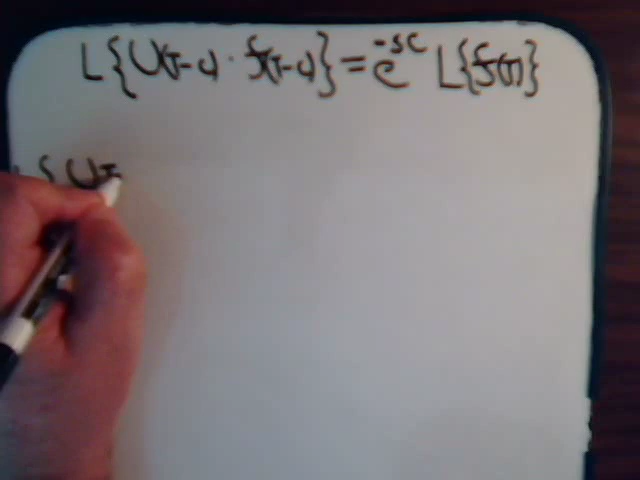 L{U(t-c) · f(t-c)} = e^{-sc} L{f(t)}
L{U